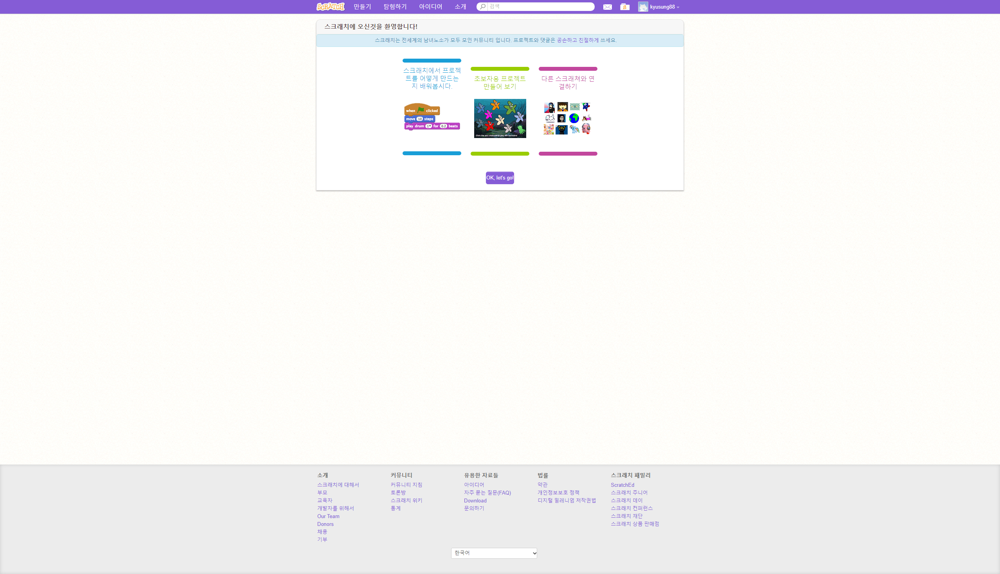 SCRATCH 만들기 탐험하기 아이디어 소개 검색 S kyusung88
스크래치에 오신것을 환영합니다!
스크래치는 전세계의 남녀노소가 모두 모인 커뮤니티 입니다. 프로젝트와 댓글은 공손하고 친절하게 쓰세요.
스크래치에서 프로젝
트를 어떻게 만드는
지 배워봅시다.
when clicked
move 10 steps
play drum 1 for 0.2 beats
초보자용 프로젝트
만들어 보기
Click the sea creatures to play the orchestra
다른 스크래쳐와 연
결하기
OK, let's go!
소개
스크래치에 대해서
부모
교육자
개발자를 위해서
Our Team
Donors
채용
기부
커뮤니티
커뮤니티 지침
토론방
스크래치 위키
통계
유용한 자료들
아이디어
자주 묻는 질문(FAQ)
Download
문의하기
법률
약관
개인정보보호 정책
디지털 밀레니엄 저작권법
스크래치 패밀리
ScratchEd
스크래치 주니어
스크래치 데이
스크래치 컨퍼런스
스크래치 재단
스크래치 상품 판매점
한국어